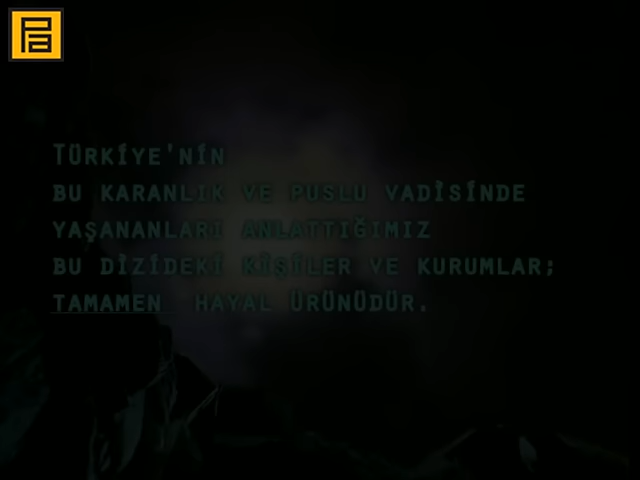 Pa
TÜRKİYE'NİN
BU KARANLIK VE PUSLU VADİSİNDE
YAŞANANLARI ANLATTIĞIMIZ
BU DİZİDEKİ KİŞİLER VE KURUMLAR;
TAMAMEN HAYAL ÜRÜNÜDÜR.